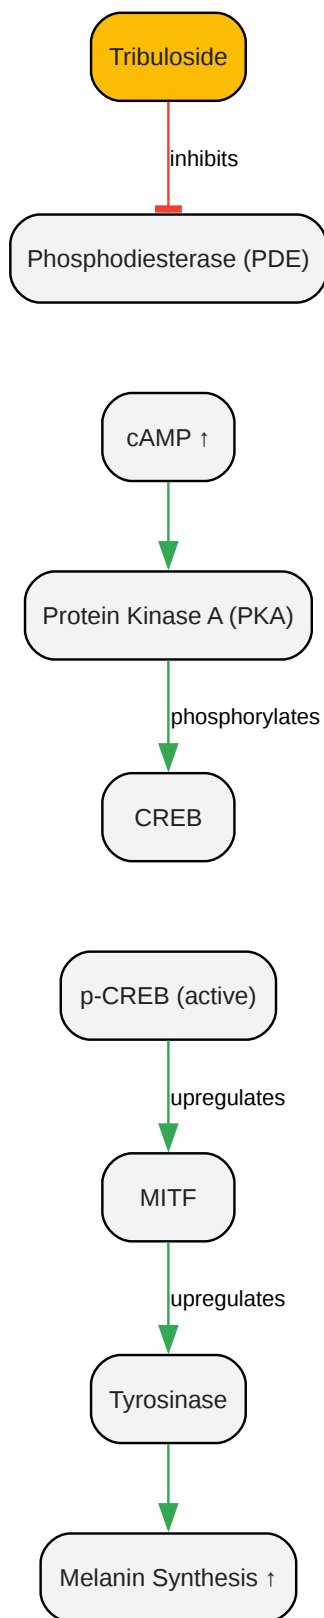 Tribuloside
inhibits
Phosphodiesterase (PDE)
cAMP ↑
Protein Kinase A (PKA)
phosphorylates
CREB
p-CREB (active)
upregulates
MITF
upregulates
Tyrosinase
Melanin Synthesis ↑